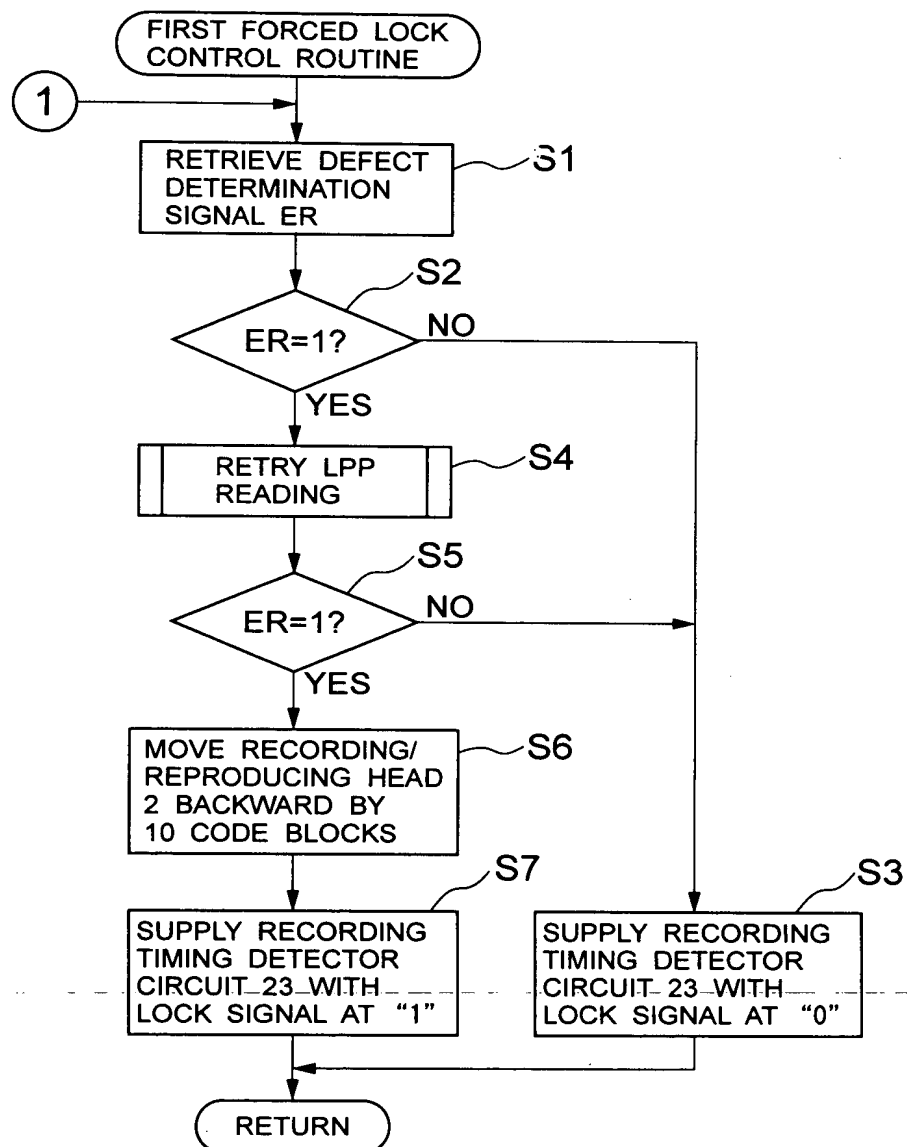 FIRST FORCED LOCK
CONTROL ROUTINE
1
RETRIEVE DEFECT
DETERMINATION
SIGNAL ER
S1
S2
ER=1?
NO
YES
RETRY LPP
READING
S4
S5
ER=1?
NO
YES
MOVE RECORDING/
REPRODUCING HEAD
2 BACKWARD BY
10 CODE BLOCKS
S6
S7
SUPPLY RECORDING
TIMING DETECTOR
CIRCUIT 23 WITH
LOCK SIGNAL AT “1”
S3
SUPPLY RECORDING
TIMING DETECTOR
CIRCUIT 23 WITH
LOCK SIGNAL AT “0”
RETURN